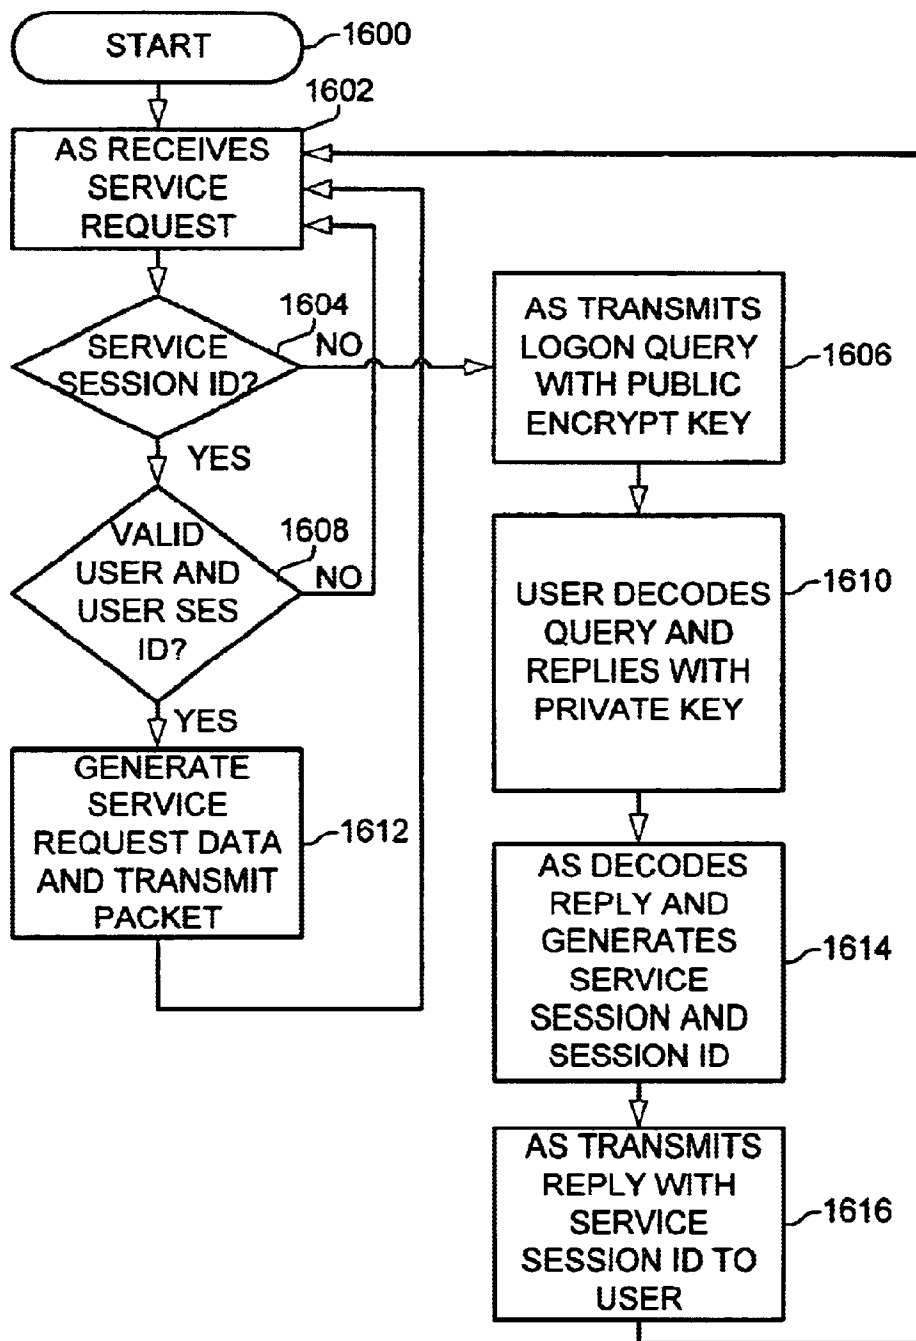 START
1600
1602
AS RECEIVES
SERVICE
REQUEST
1604
SERVICE
SESSION ID?
NO
YES
AS TRANSMITS
LOGON QUERY
WITH PUBLIC
ENCRYPT KEY
1606
VALID
USER AND
USER SES
ID?
1608
NO
YES
USER DECODES
QUERY AND
REPLIES WITH
PRIVATE KEY
1610
GENERATE
SERVICE
REQUEST DATA
AND TRANSMIT
PACKET
1612
AS DECODES
REPLY AND
GENERATES
SERVICE
SESSION AND
SESSION ID
1614
AS TRANSMITS
REPLY WITH
SERVICE
SESSION ID TO
USER
1616